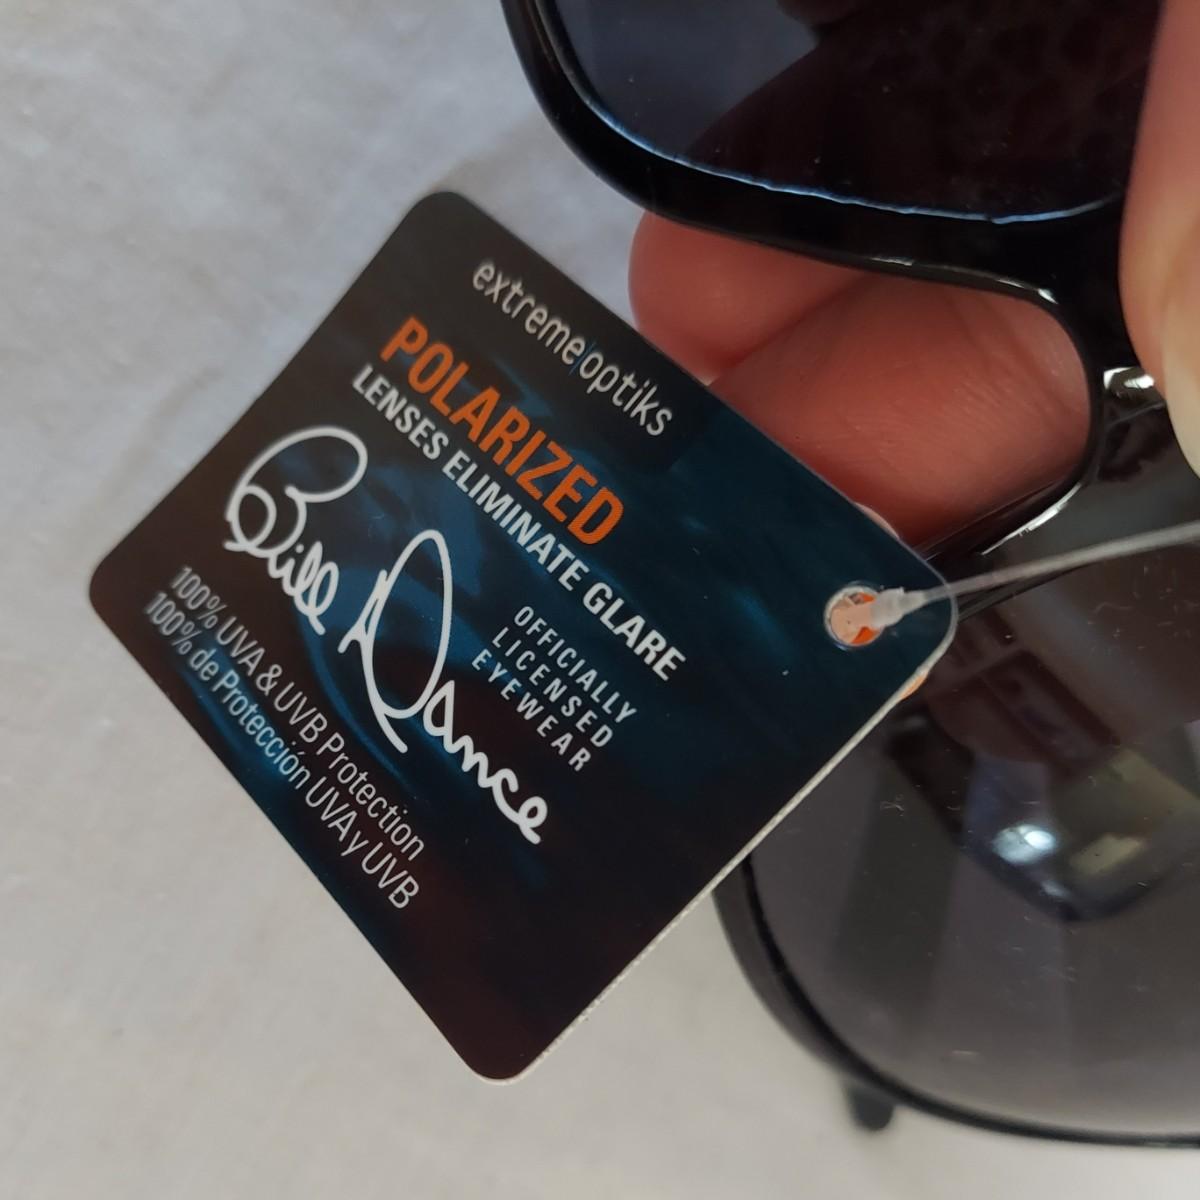 extreme|optiks
POLARIZED
LENSES ELIMINATE GLARE
Bill Dance
OFFICIALLY
LICENSED
EYEWEAR
100% UVA & UVB Protection
100% de Protección UVA y UVB